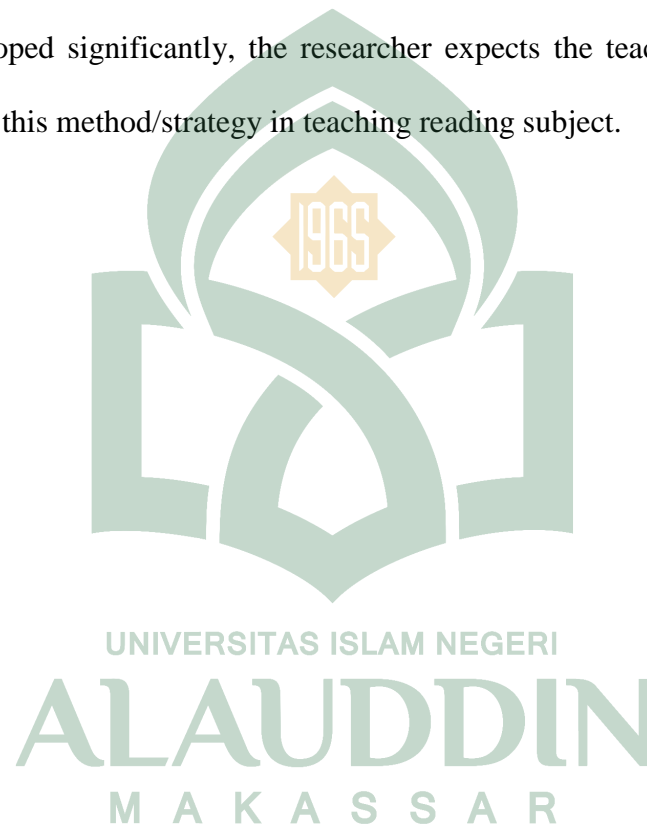 oped significantly, the researcher expects the teac
this method/strategy in teaching reading subject.
1965
UNIVERSITAS ISLAM NEGERI
ALAUDDIN
MAKASSAR